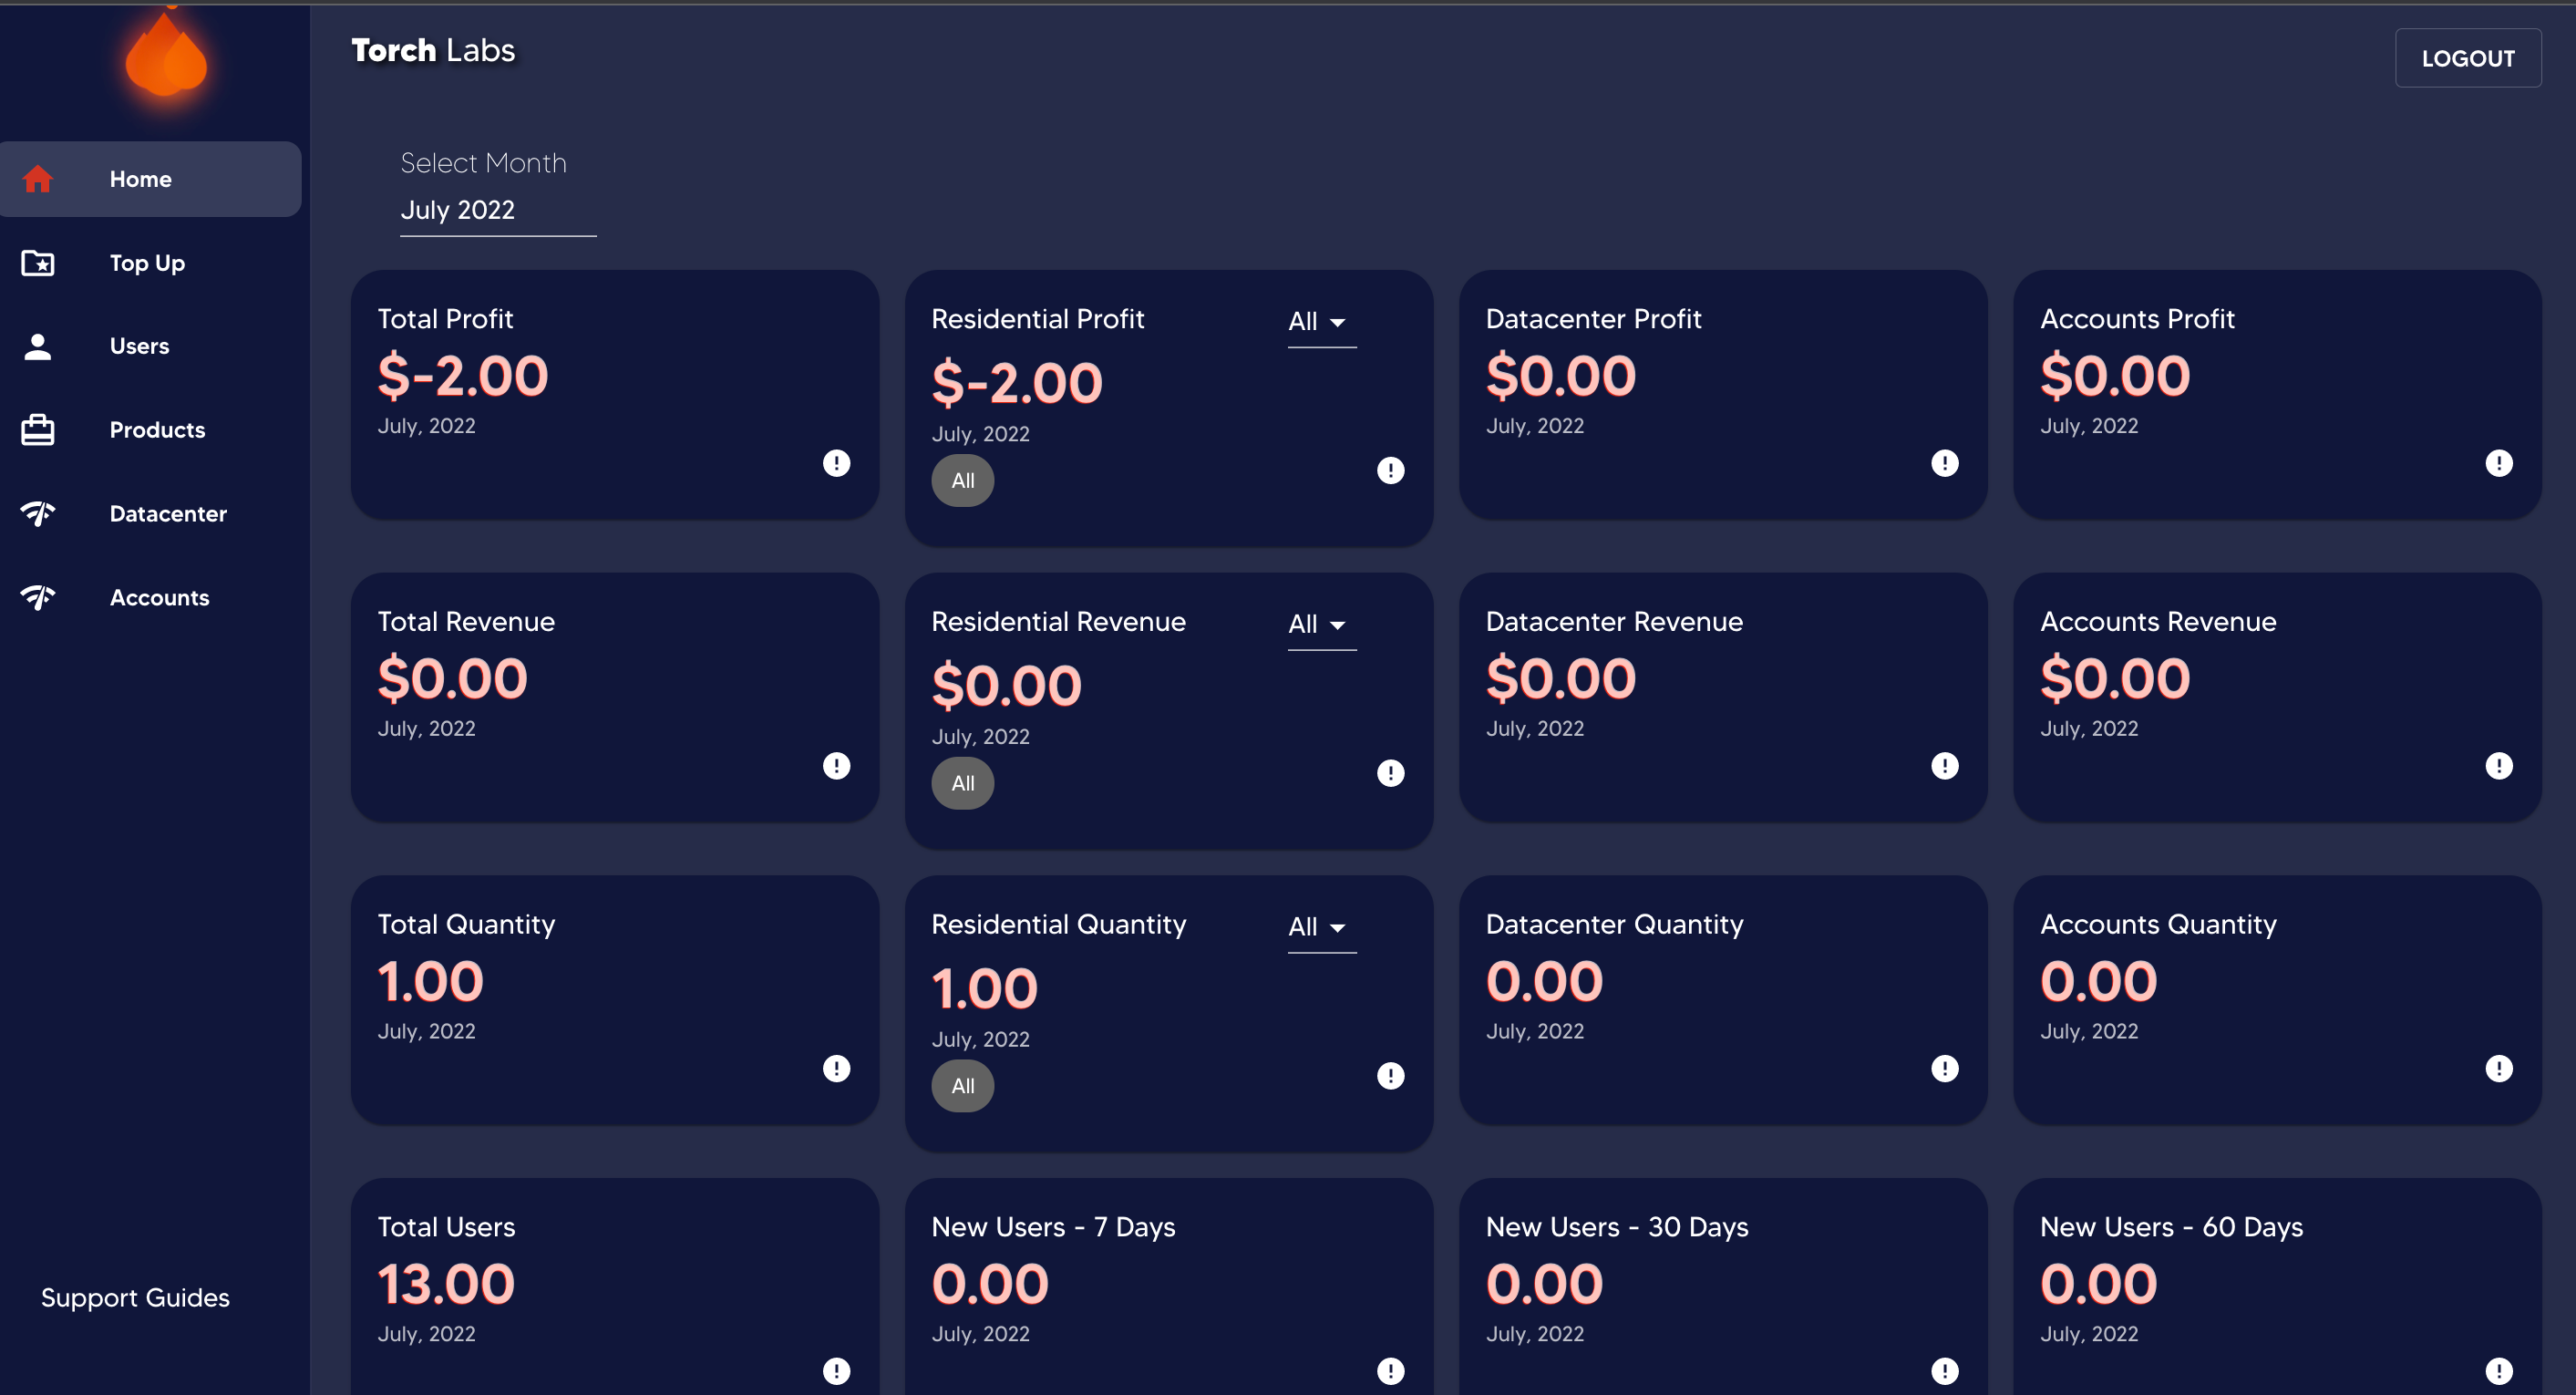 Torch Labs
LOGOUT
Home
Top Up
Users
Products
Datacenter
Accounts
Support Guides
Select Month
July 2022
Total Profit
$-2.00
July, 2022
Residential Profit
All
$-2.00
July, 2022
All
Datacenter Profit
$0.00
July, 2022
Accounts Profit
$0.00
July, 2022
Total Revenue
$0.00
July, 2022
Residential Revenue
All
$0.00
July, 2022
All
Datacenter Revenue
$0.00
July, 2022
Accounts Revenue
$0.00
July, 2022
Total Quantity
1.00
July, 2022
Residential Quantity
All
1.00
July, 2022
All
Datacenter Quantity
0.00
July, 2022
Accounts Quantity
0.00
July, 2022
Total Users
13.00
July, 2022
New Users - 7 Days
0.00
July, 2022
New Users - 30 Days
0.00
July, 2022
New Users - 60 Days
0.00
July, 2022